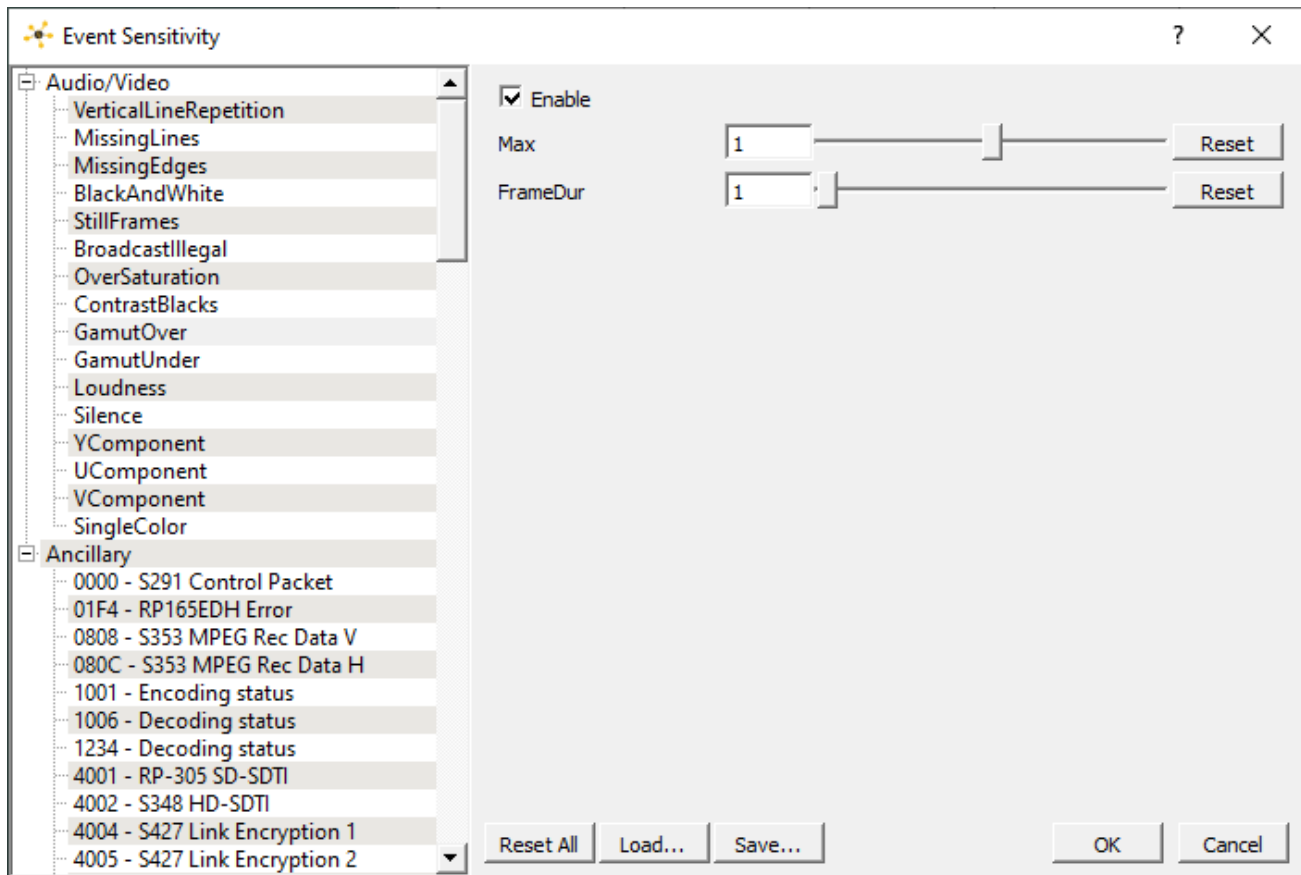 Event Sensitivity
?
Audio/Video
VerticalLineRepetition
MissingLines
MissingEdges
BlackAndWhite
StillFrames
BroadcastIllegal
OverSaturation
ContrastBlacks
GamutOver
GamutUnder
Loudness
Silence
YComponent
UComponent
VComponent
SingleColor
Ancillary
0000 - S291 Control Packet
01F4 - RP165EDH Error
0808 - S353 MPEG Rec Data V
080C - S353 MPEG Rec Data H
1001 - Encoding status
1006 - Decoding status
1234 - Decoding status
4001 - RP-305 SD-SDTI
4002 - S348 HD-SDTI
4004 - S427 Link Encryption 1
4005 - S427 Link Encryption 2
Enable
Max 1 Reset
FrameDur 1 Reset
Reset All Load... Save... OK Cancel